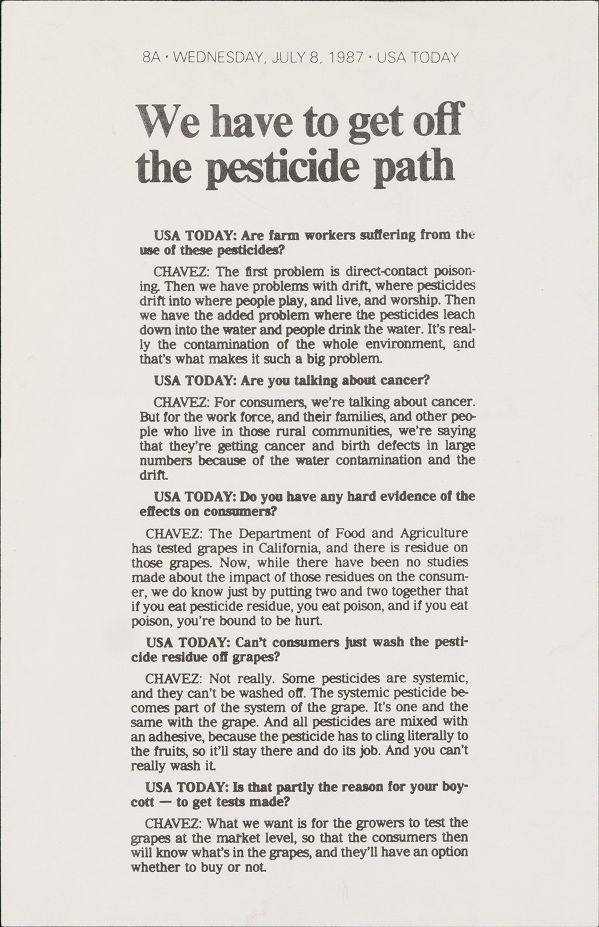 8A • WEDNESDAY, JULY 8, 1987 • USA TODAY
We have to get off
the pesticide path
USA TODAY: Are farm workers suffering from the
use of these pesticides?
CHAVEZ: The first problem is direct-contact poison-
ing. Then we have problems with drift, where pesticides
drift into where people play, and live, and worship. Then
we have the added problem where the pesticides leach
down into the water and people drink the water. It's real-
ly the contamination of the whole environment, and
that's what makes it such a big problem.
USA TODAY: Are you talking about cancer?
CHAVEZ: For consumers, we're talking about cancer.
But for the work force, and their families, and other peo-
ple who live in those rural communities, we're saying
that they're getting cancer and birth defects in large
numbers because of the water contamination and the
drift.
USA TODAY: Do you have any hard evidence of the
effects on consumers?
CHAVEZ: The Department of Food and Agriculture
has tested grapes in California, and there is residue on
those grapes. Now, while there have been no studies
made about the impact of those residues on the consum-
er, we do know just by putting two and two together that
if you eat pesticide residue, you eat poison, and if you eat
poison, you're bound to be hurt.
USA TODAY: Can't consumers just wash the pesti-
cide residue off grapes?
CHAVEZ: Not really. Some pesticides are systemic,
and they can't be washed off. The systemic pesticide be-
comes part of the system of the grape. It's one and the
same with the grape. And all pesticides are mixed with
an adhesive, because the pesticide has to cling literally to
the fruits, so it'll stay there and do its job. And you can't
really wash it.
USA TODAY: Is that partly the reason for your boy-
cott — to get tests made?
CHAVEZ: What we want is for the growers to test the
grapes at the market level, so that the consumers then
will know what's in the grapes, and they'll have an option
whether to buy or not.